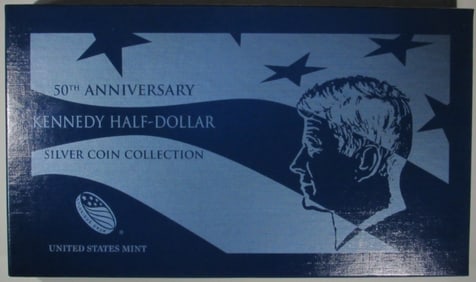 50TH ANNIVERSARY
KENNEDY HALF-DOLLAR
SILVER COIN COLLECTION
UNITED STATES MINT